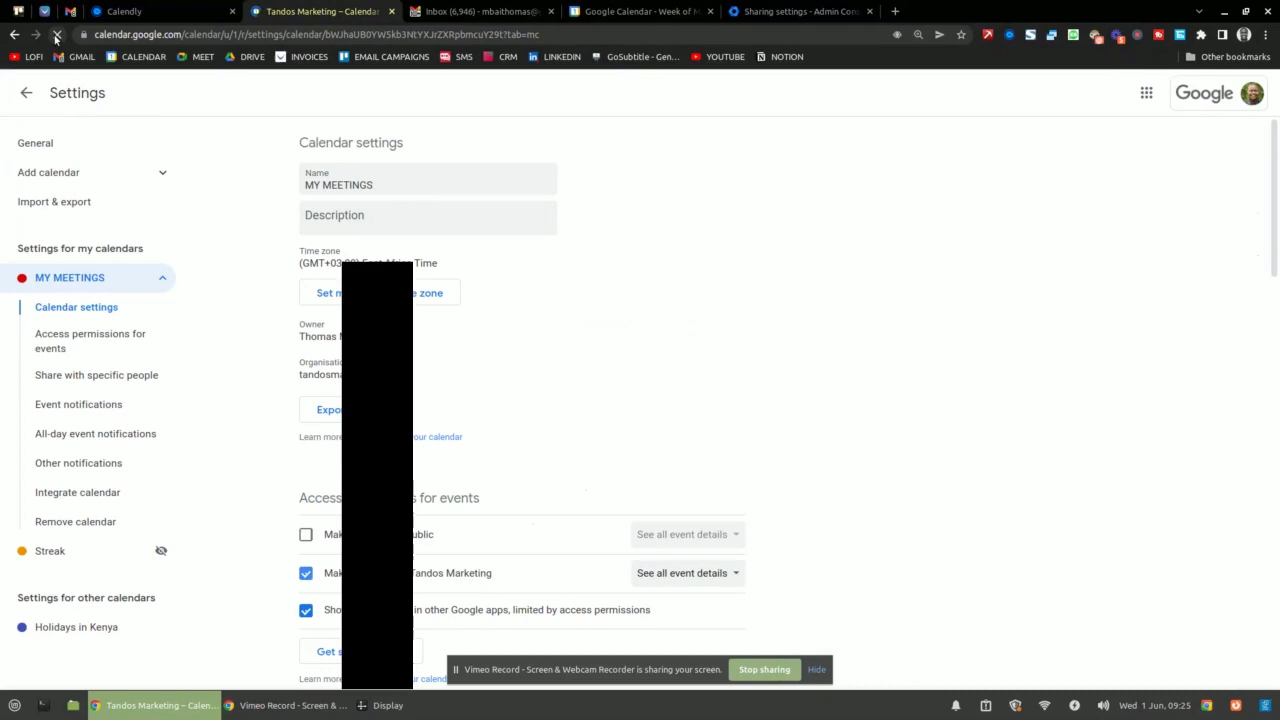 Calendly
Tandos Marketing – Calendar
Inbox (6,946) - mbaithomas@
Google Calendar - Week of M
Sharing settings - Admin Con
calendar.google.com/calendar/u/1/r/settings/calendar/
?tab=mc
LOFI
GMAIL
CALENDAR
MEET
DRIVE
INVOICES
EMAIL CAMPAIGNS
SMS
CRM
LINKEDIN
GoSubtitle - Gen...
YOUTUBE
NOTION
Other bookmarks
Settings
Google
General
Add calendar
Import & export
Settings for my calendars
MY MEETINGS
Calendar settings
Access permissions for
events
Share with specific people
Event notifications
All-day event notifications
Other notifications
Integrate calendar
Remove calendar
Streak
Settings for other calendars
Holidays in Kenya
Calendar settings
Name
MY MEETINGS
Description
Time zone
Time
Set
zone
Owner
Thomas
Learn more
your calendar
Access
for events
See all event details
Tandos Marketing
See all event details
in other Google apps, limited by access permissions
Get
Learn more
Vimeo Record - Screen & Webcam Recorder is sharing your screen.
Stop sharing
Hide
Tandos Marketing – Calen...
Vimeo Record - Screen & ...
Display
Wed 1 Jun, 09:25